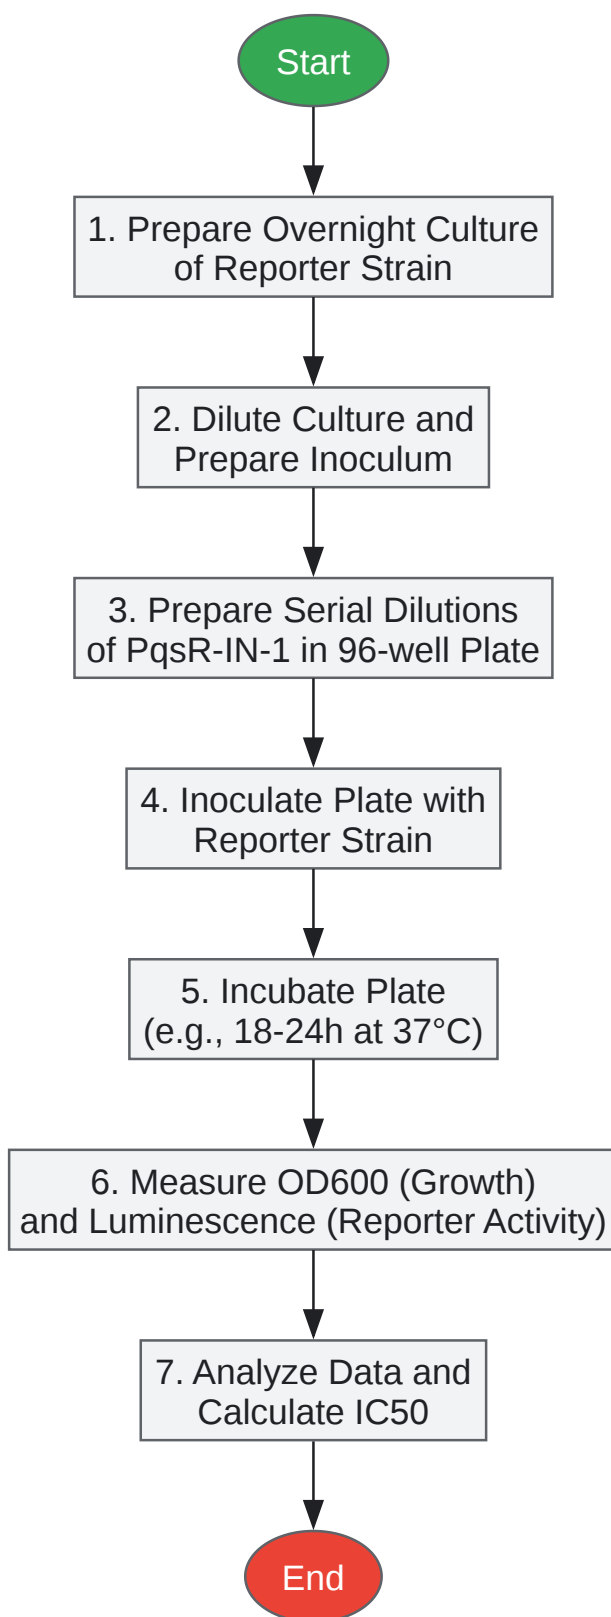 Start
1. Prepare Overnight Culture
of Reporter Strain
2. Dilute Culture and
Prepare Inoculum
3. Prepare Serial Dilutions
of PqsR-IN-1 in 96-well Plate
4. Inoculate Plate with
Reporter Strain
5. Incubate Plate
(e.g., 18-24h at 37°C)
6. Measure OD600 (Growth)
and Luminescence (Reporter Activity)
7. Analyze Data and
Calculate IC50
End